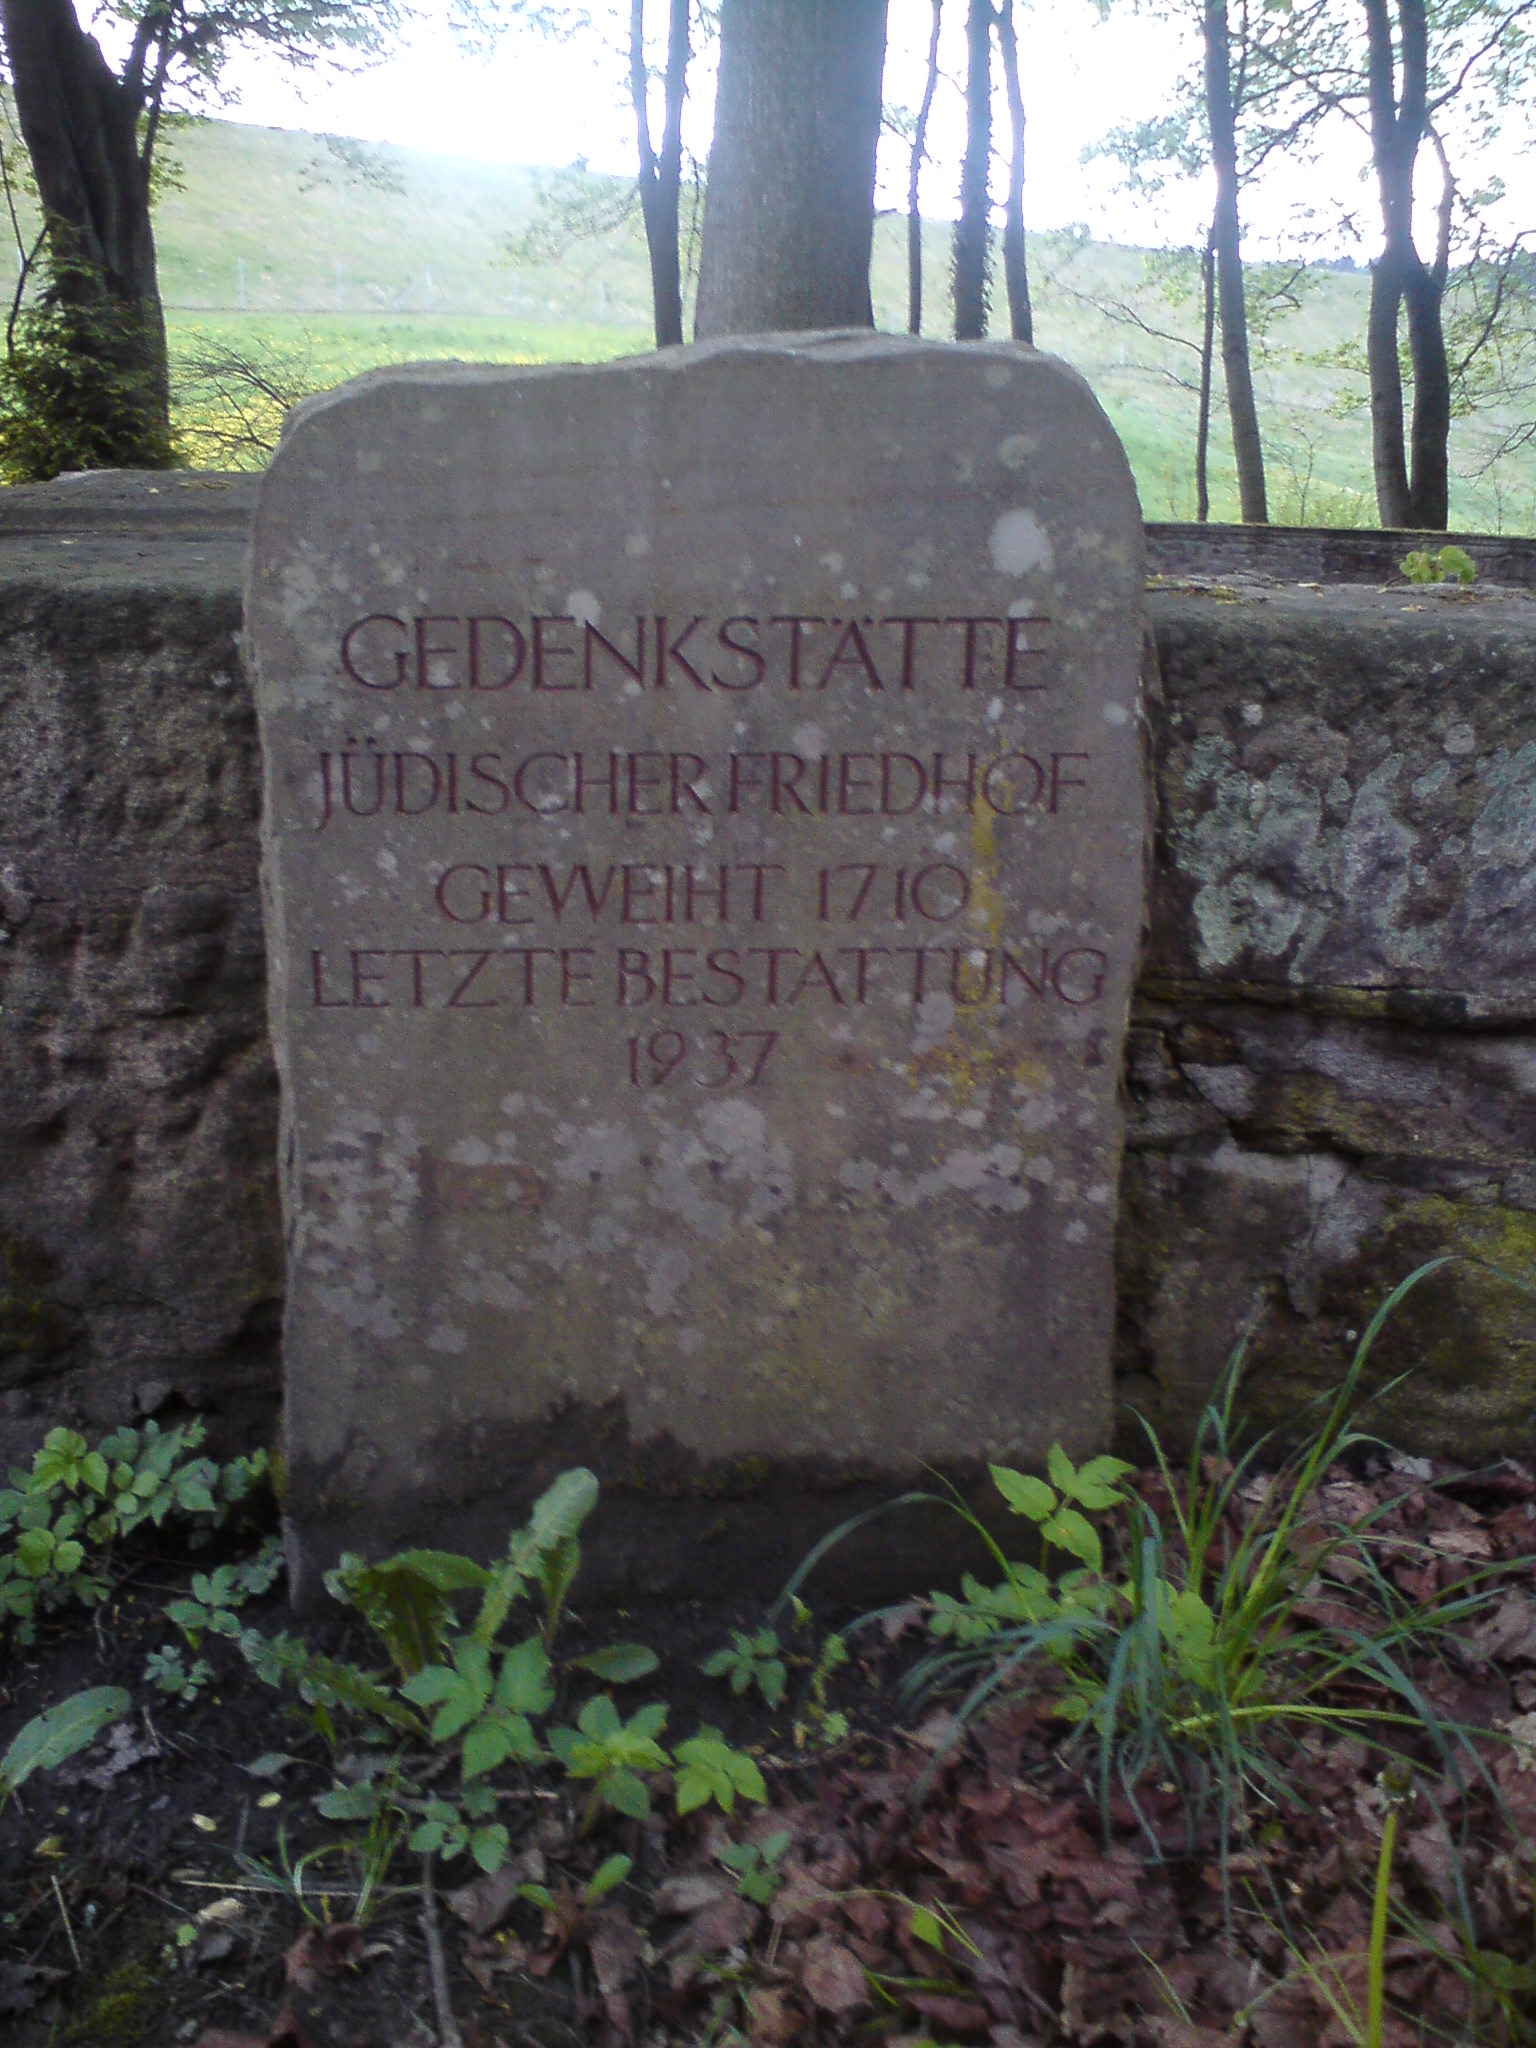 GEDENKSTÄTTE
JÜDISCHER FRIEDHOF
GEWEIHT 1710
LETZTE BESTATTUNG
1937